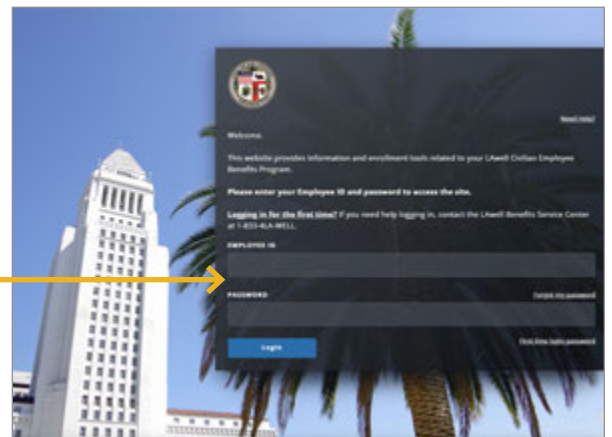 Need Help?
Welcome.
This website provides information and enrollment tools related to your LAwell Civilian Employee
Benefits Program.
Please enter your Employee ID and password to access the site.
Logging in for the first time? If you need help logging in, contact the LAwell Benefits Service Center
at 1-833-4LA-WELL.
EMPLOYEE ID
PASSWORD
Forgot my password
Login
First time login password